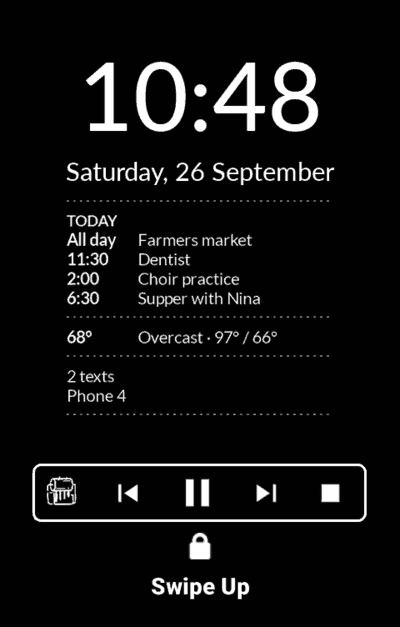 10:48
Saturday, 26 September
TODAY
All day Farmers market
11:30 Dentist
2:00 Choir practice
6:30 Supper with Nina
68° Overcast · 97° / 66°
2 texts
Phone 4
Swipe Up